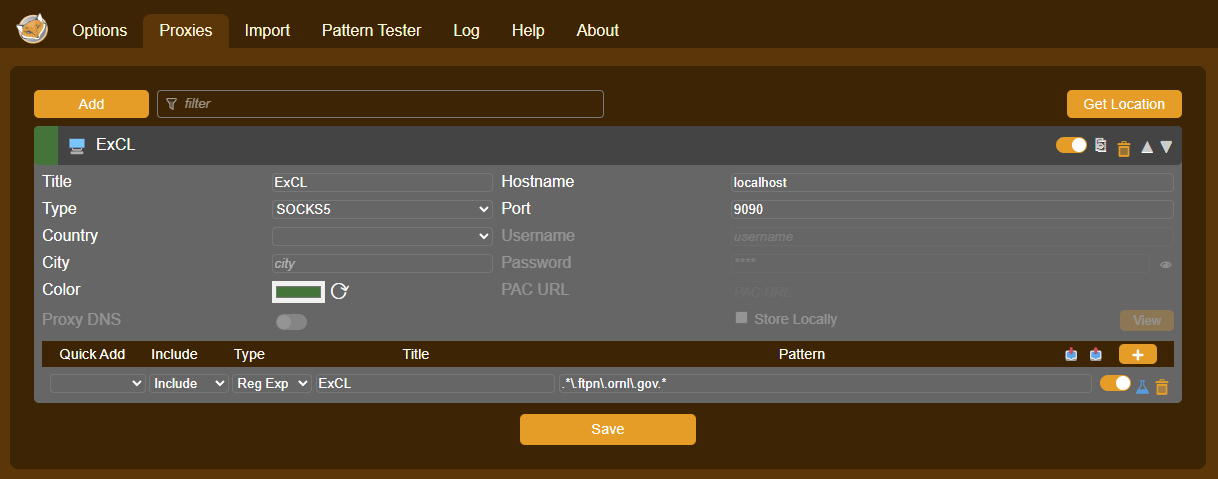 Options Proxies Import Pattern Tester Log Help About
Add filter Get Location
ExCL
Title ExCL Hostname localhost
Type SOCKS5 Port 9090
Country Username username
City city Password ****
Color PAC URL PAC URL
Proxy DNS Store Locally View
Quick Add Include Type Title Pattern +
Include Reg Exp ExCL .*\.ftpn\.ornl\.gov.*
Save